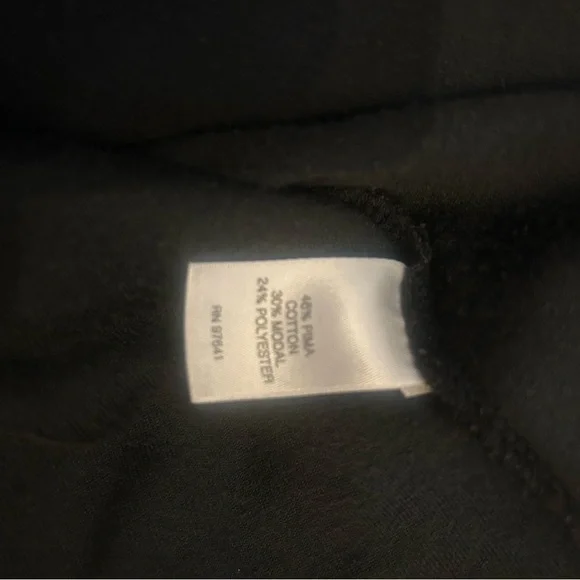 46% PIMA
COTTON
30% MODAL
24% POLYESTER
RN 97641